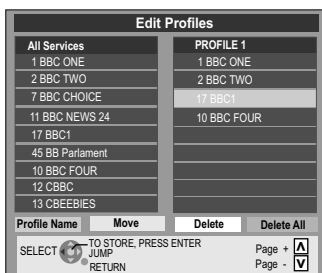 Edit Profiles
All Services
1 BBC ONE
2 BBC TWO
7 BBC CHOICE
11 BBC NEWS 24
17 BBC1
45 BB Parlament
10 BBC FOUR
12 CBBC
13 CBEEBIES
PROFILE 1
1 BBC ONE
2 BBC TWO
17 BBC1
10 BBC FOUR
Profile Name Move Delete Delete All
SELECT TO STORE, PRESS ENTER
JUMP
RETURN
Page +
Page -